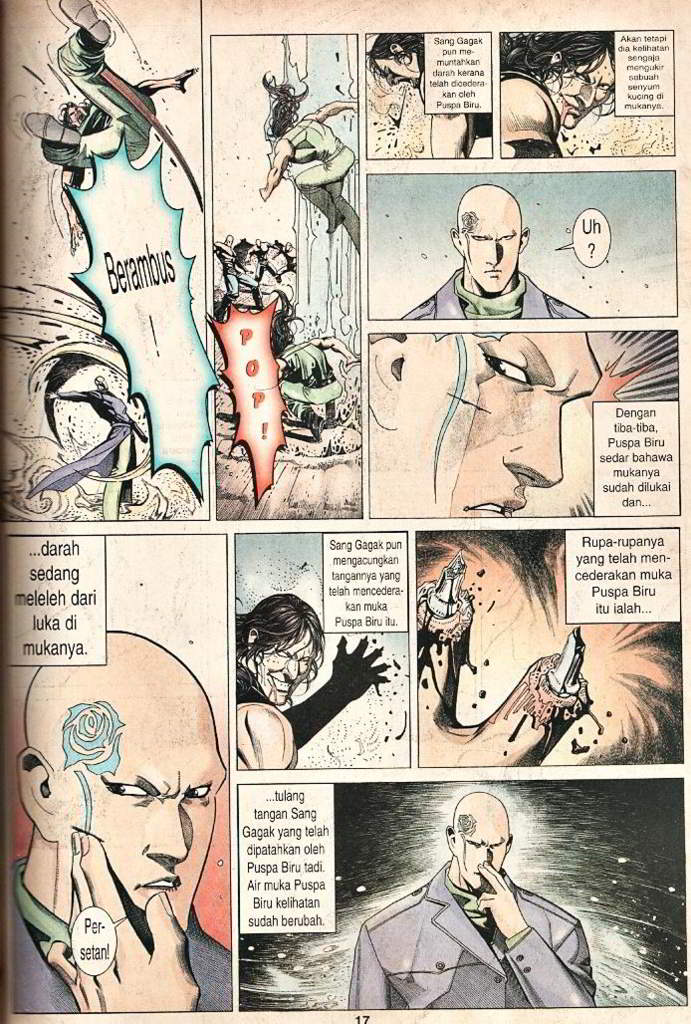 Berambus
—
POP!
Sang Gagak
pun me-
muntahkan
darah kerana
telah dicedera-
kan oleh
Puspa Biru.
Akan tetapi
dia kelihatan
sengaja
mengukir
sebuah
senyum
kucing di
mukanya.
Uh
?
Dengan
tiba-tiba,
Puspa Biru
sedar bahawa
mukanya
sudah dilukai
dan...
...darah
sedang
meleleh dari
luka di
mukanya.
Per-
setan!
Sang Gagak pun
mengacungkan
tangannya yang
telah mencedera-
kan muka
Puspa Biru itu.
Rupa-rupanya
yang telah men-
cederakan muka
Puspa Biru
itu ialah...
...tulang
tangan Sang
Gagak yang telah
dipatahkan oleh
Puspa Biru tadi.
Air muka Puspa
Biru kelihatan
sudah berubah.
17